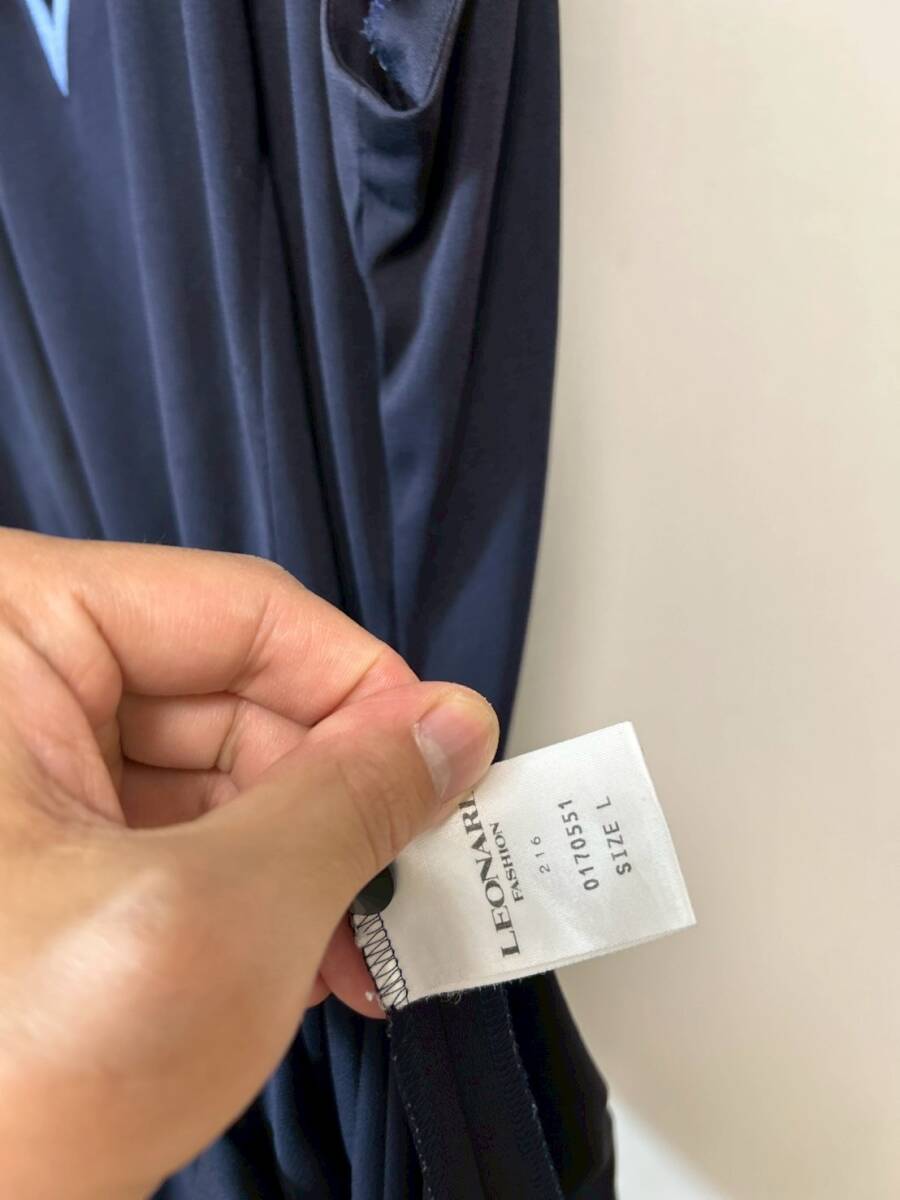 LEONARD
FASHION
216
0170551
SIZE L